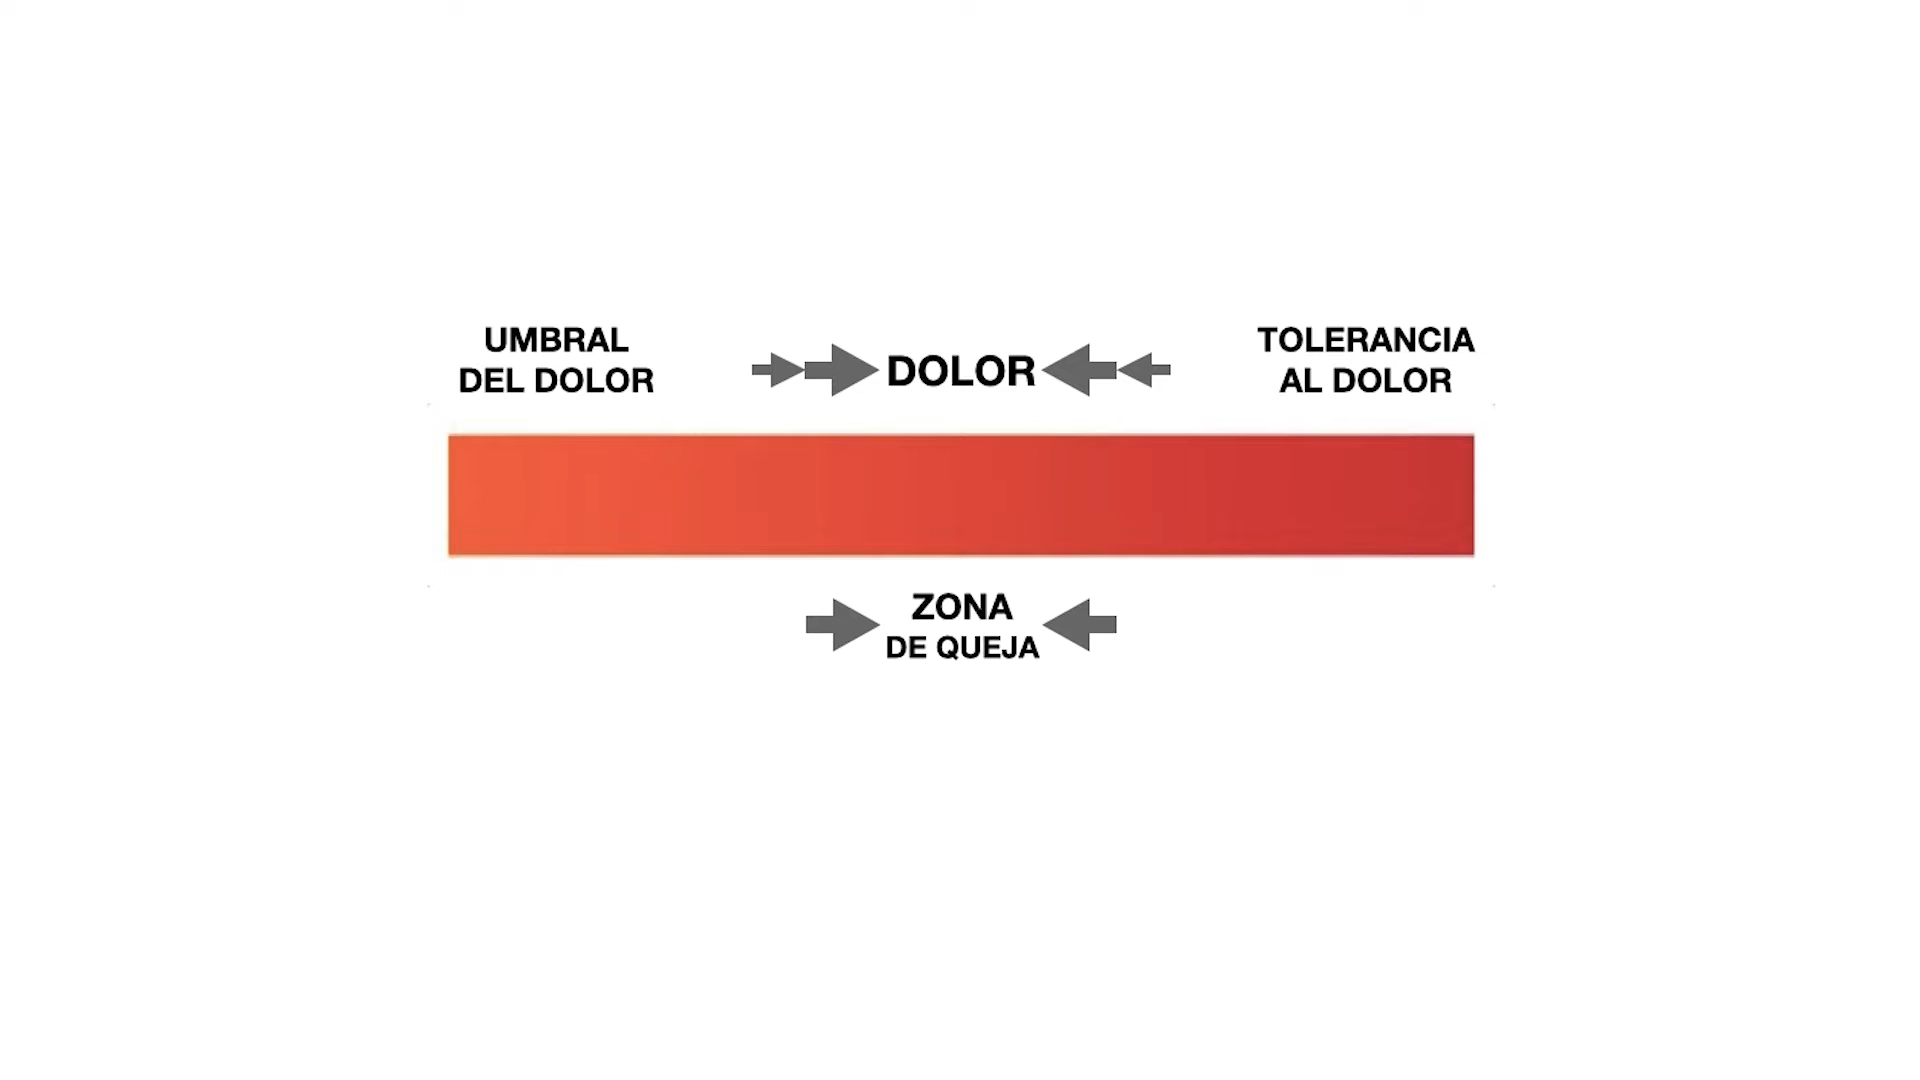 UMBRAL
DEL DOLOR
DOLOR
TOLERANCIA
AL DOLOR
ZONA
DE QUEJA